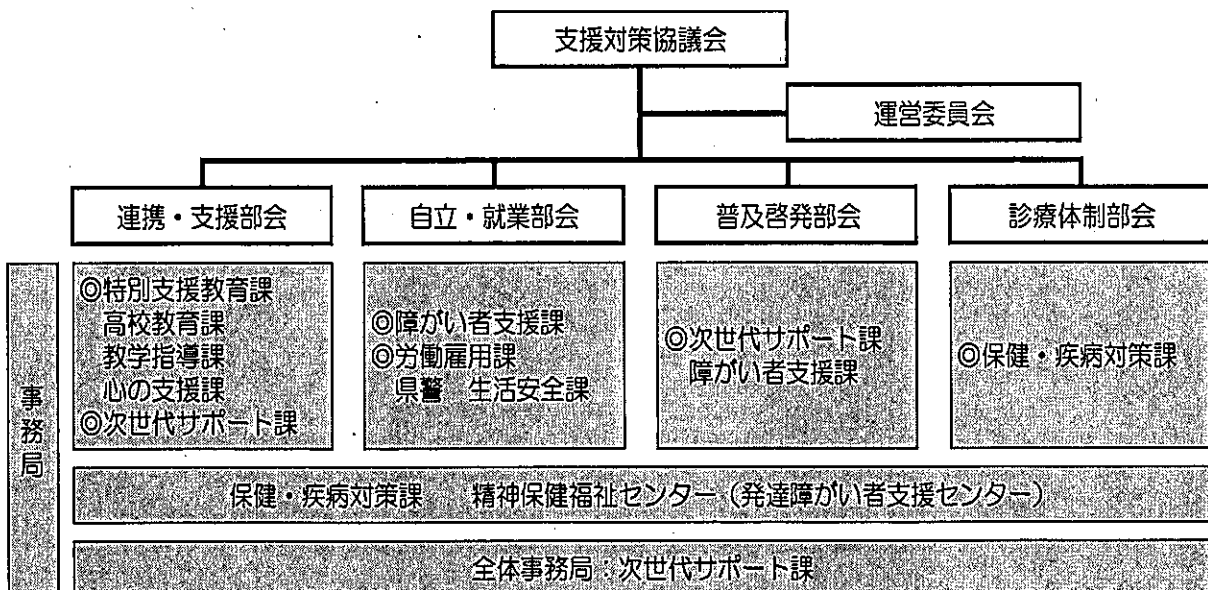 支援対策協議会
運営委員会
連携・支援部会
自立・就業部会
普及啓発部会
診療体制部会
事務局
◎特別支援教育課
高校教育課
教学指導課
心の支援課
◎次世代サポート課
◎障がい者支援課
◎労働雇用課
県警　生活安全課
◎次世代サポート課
障がい者支援課
◎保健・疾病対策課
保健・疾病対策課　精神保健福祉センター（発達障がい者支援センター）
全体事務局：次世代サポート課